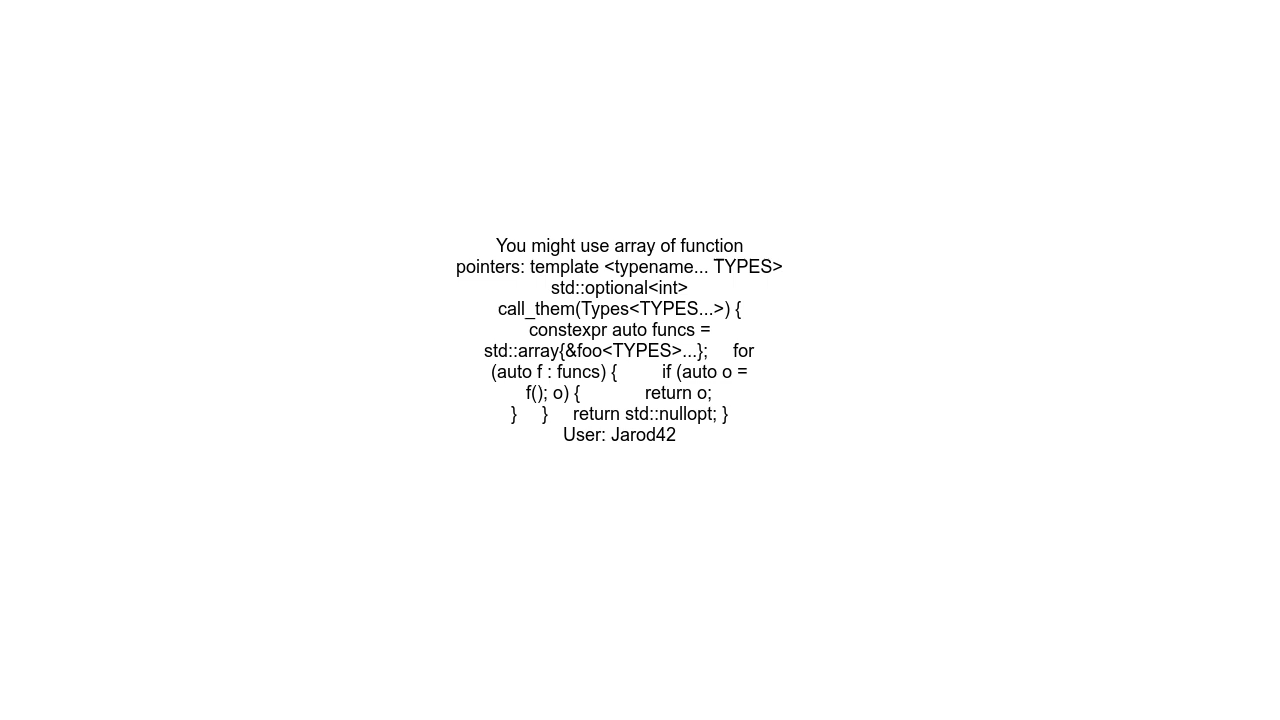 You might use array of function
pointers: template <typename... TYPES>
std::optional<int>
call_them(Types<TYPES...>) {
constexpr auto funcs =
std::array{&foo<TYPES>...};     for
(auto f : funcs) {         if (auto o =
f(); o) {             return o;
}     }     return std::nullopt; }
User: Jarod42